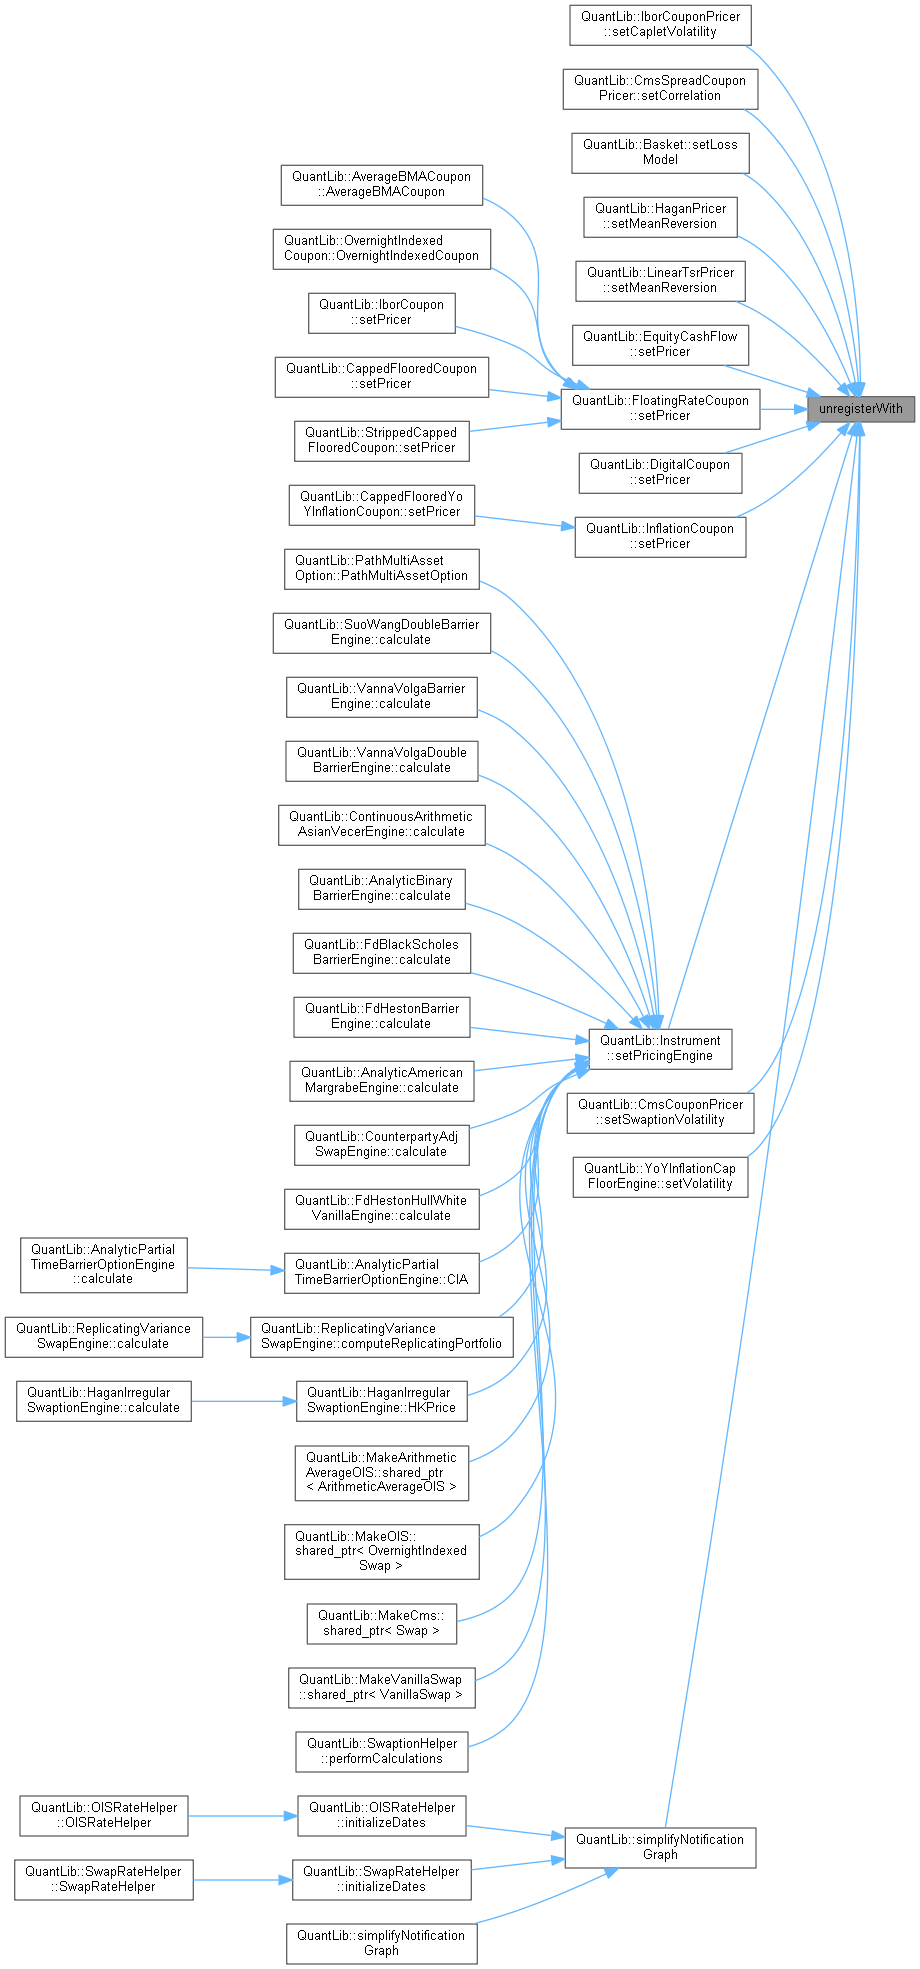 QuantLib::IborCouponPricer
::setCapletVolatility
QuantLib::CmsSpreadCoupon
Pricer::setCorrelation
QuantLib::Basket::setLoss
Model
QuantLib::AverageBMACoupon
::AverageBMACoupon
QuantLib::HaganPricer
::setMeanReversion
QuantLib::OvernightIndexed
Coupon::OvernightIndexedCoupon
QuantLib::LinearTsrPricer
::setMeanReversion
QuantLib::IborCoupon
::setPricer
QuantLib::EquityCashFlow
::setPricer
QuantLib::CappedFlooredCoupon
::setPricer
QuantLib::FloatingRateCoupon
::setPricer
unregisterWith
QuantLib::StrippedCapped
FlooredCoupon::setPricer
QuantLib::DigitalCoupon
::setPricer
QuantLib::CappedFlooredYo
YInflationCoupon::setPricer
QuantLib::InflationCoupon
::setPricer
QuantLib::PathMultiAsset
Option::PathMultiAssetOption
QuantLib::SuoWangDoubleBarrier
Engine::calculate
QuantLib::VannaVolgaBarrier
Engine::calculate
QuantLib::VannaVolgaDouble
BarrierEngine::calculate
QuantLib::ContinuousArithmetic
AsianVecerEngine::calculate
QuantLib::AnalyticBinary
BarrierEngine::calculate
QuantLib::FdBlackScholes
BarrierEngine::calculate
QuantLib::FdHestonBarrier
Engine::calculate
QuantLib::Instrument
::setPricingEngine
QuantLib::AnalyticAmerican
MargrabeEngine::calculate
QuantLib::CmsCouponPricer
::setSwaptionVolatility
QuantLib::CounterpartyAdj
SwapEngine::calculate
QuantLib::YoYInflationCap
FloorEngine::setVolatility
QuantLib::FdHestonHullWhite
VanillaEngine::calculate
QuantLib::AnalyticPartial
TimeBarrierOptionEngine
::calculate
QuantLib::AnalyticPartial
TimeBarrierOptionEngine::CIA
QuantLib::ReplicatingVariance
SwapEngine::calculate
QuantLib::ReplicatingVariance
SwapEngine::computeReplicatingPortfolio
QuantLib::HaganIrregular
SwaptionEngine::calculate
QuantLib::HaganIrregular
SwaptionEngine::HKPrice
QuantLib::MakeArithmetic
AverageOIS::shared_ptr
< ArithmeticAverageOIS >
QuantLib::MakeOIS::
shared_ptr< OvernightIndexed
Swap >
QuantLib::MakeCms::
shared_ptr< Swap >
QuantLib::MakeVanillaSwap
::shared_ptr< VanillaSwap >
QuantLib::SwaptionHelper
::performCalculations
QuantLib::OISRateHelper
::OISRateHelper
QuantLib::OISRateHelper
::initializeDates
QuantLib::simplifyNotification
Graph
QuantLib::SwapRateHelper
::SwapRateHelper
QuantLib::SwapRateHelper
::initializeDates
QuantLib::simplifyNotification
Graph